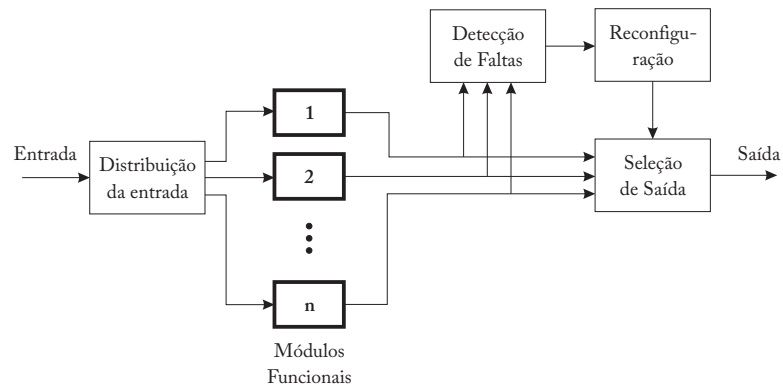 Detecção
de Faltas
Reconfigu-
ração
Entrada
Distribuição
da entrada
1
2
n
Módulos
Funcionais
Seleção
de Saída
Saída